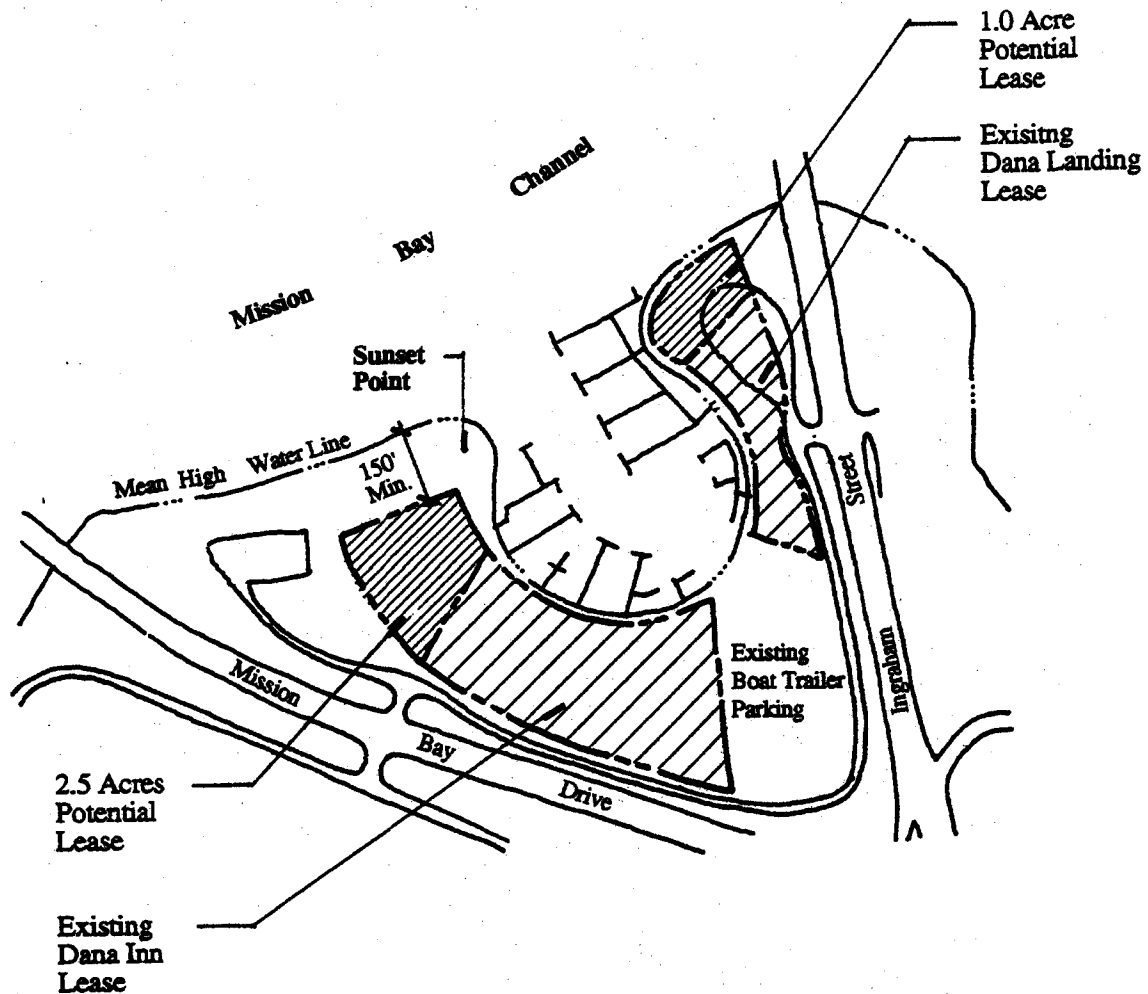 1.0 Acre
Potential
Lease
Exisitng
Dana Landing
Lease
Mission Bay Channel
Sunset
Point
Mean High Water Line
150'
Min.
Existing
Boat Trailer
Parking
Ingraham Street
Mission Bay Drive
2.5 Acres
Potential
Lease
Existing
Dana Inn
Lease